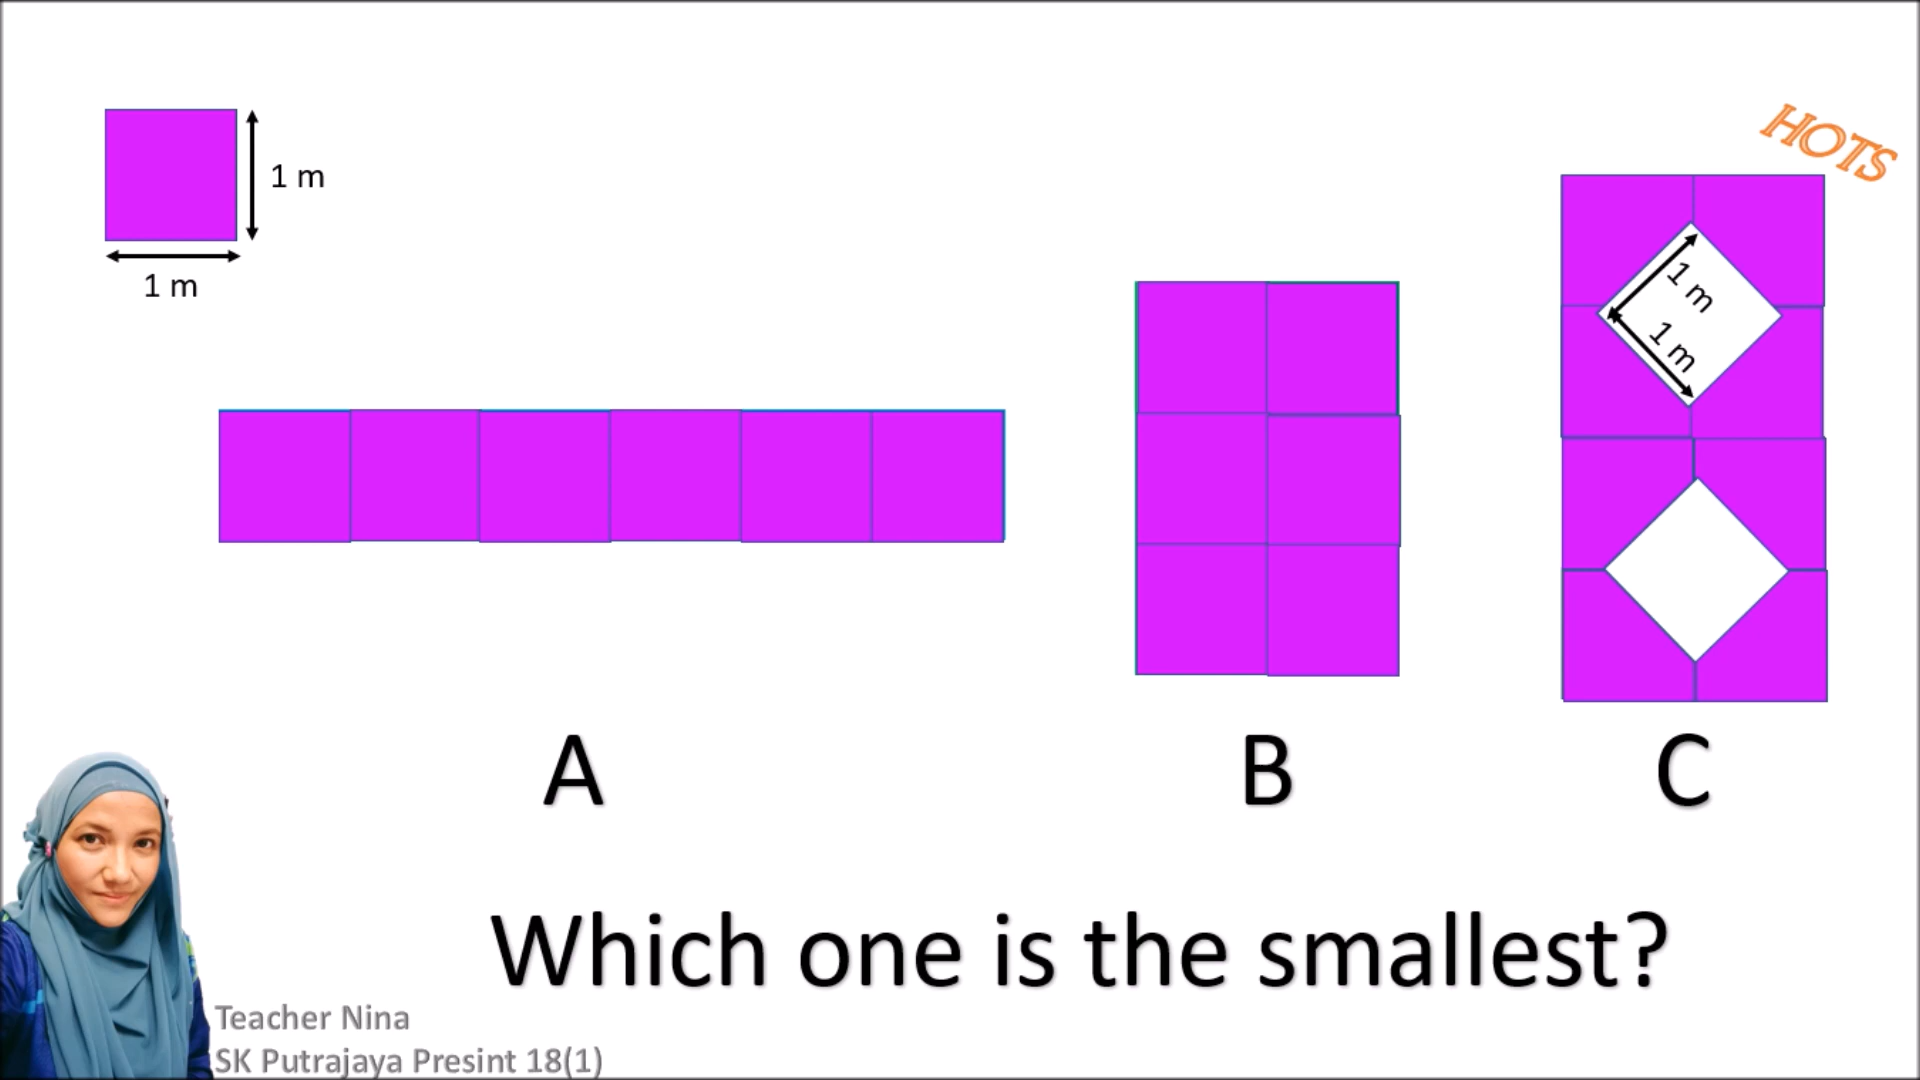 HOTS
1 m
1 m
1 m
1 m
A
B
C
Which one is the smallest?
Teacher Nina
SK Putrajaya Presint 18(1)